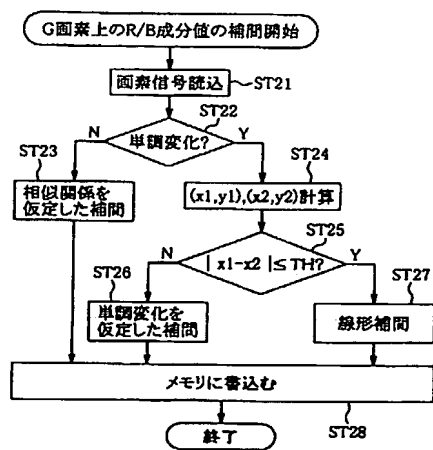 G画素上のR/B成分値の補間開始
画素信号読込
ST21
ST22
N
単調変化?
Y
ST23
ST24
相似関係を
仮定した補間
(x1,y1),(x2,y2)計算
ST25
N
| x1-x2 |≤TH?
Y
ST26
ST27
単調変化を
仮定した補間
線形補間
メモリに書込む
ST28
終了